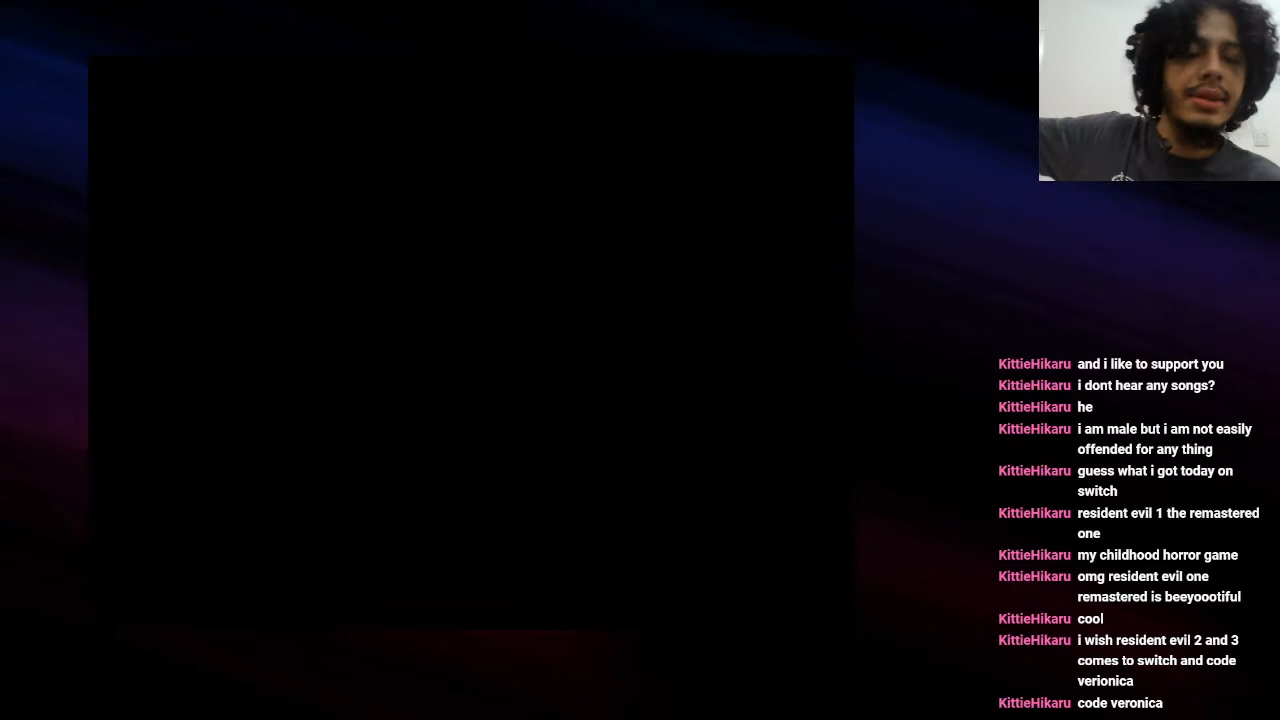 KittieHikaru and i like to support you
KittieHikaru i dont hear any songs?
KittieHikaru he
KittieHikaru i am male but i am not easily
offended for any thing
KittieHikaru guess what i got today on
switch
KittieHikaru resident evil 1 the remastered
one
KittieHikaru my childhood horror game
KittieHikaru omg resident evil one
remastered is beeyoootiful
KittieHikaru cool
KittieHikaru i wish resident evil 2 and 3
comes to switch and code
verionica
KittieHikaru code veronica